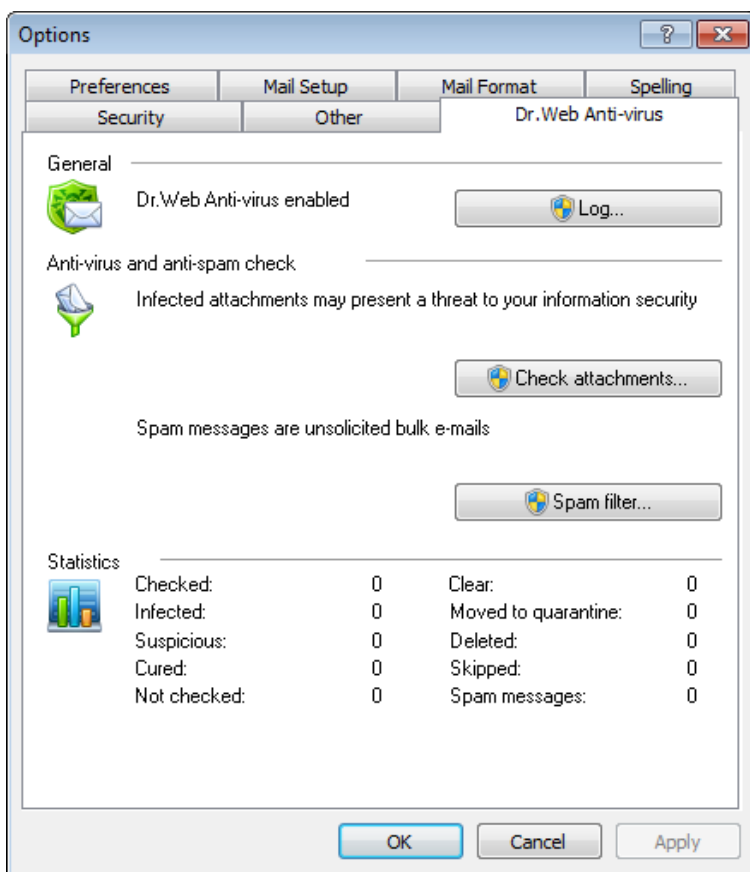 Options
Preferences Mail Setup Mail Format Spelling
Security Other Dr.Web Anti-virus
General
Dr.Web Anti-virus enabled Log...
Anti-virus and anti-spam check
Infected attachments may present a threat to your information security
Check attachments...
Spam messages are unsolicited bulk e-mails
Spam filter...
Statistics
Checked: 0 Clear: 0
Infected: 0 Moved to quarantine: 0
Suspicious: 0 Deleted: 0
Cured: 0 Skipped: 0
Not checked: 0 Spam messages: 0
OK Cancel Apply